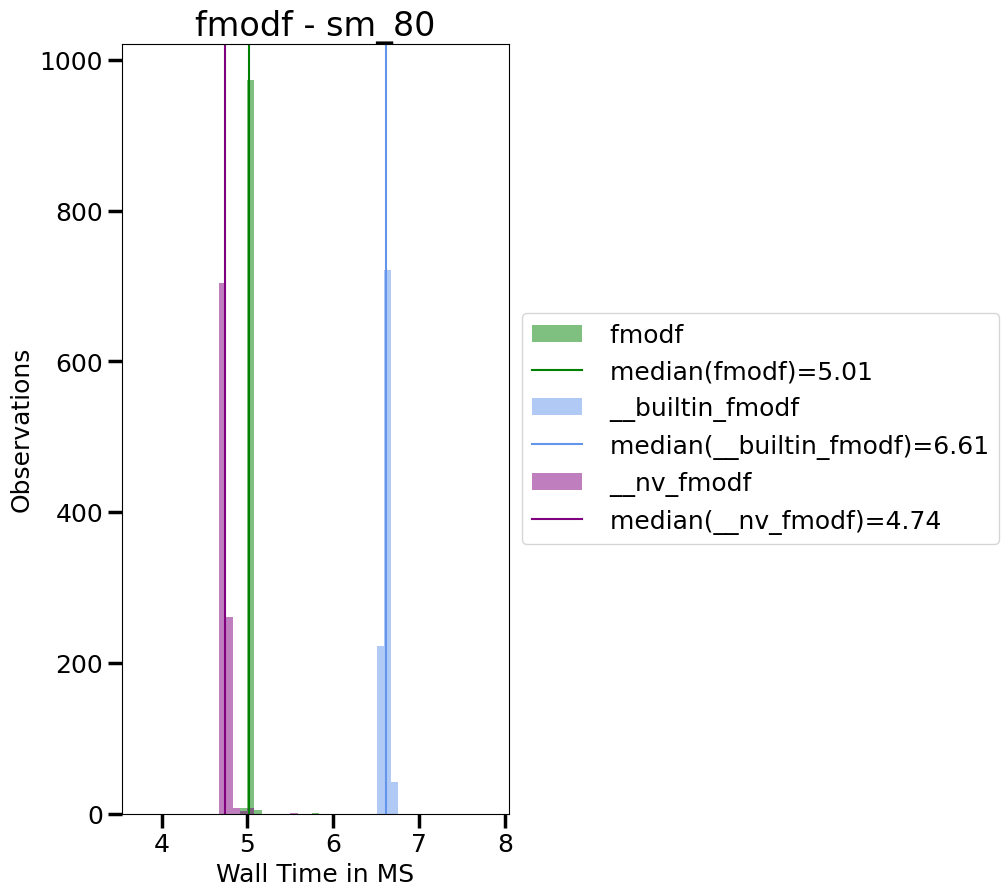 fmodf - sm_80
1000
800
600
400
200
0
Observations
4 5 6 7 8
Wall Time in MS
fmodf
median(fmodf)=5.01
__builtin_fmodf
median(__builtin_fmodf)=6.61
__nv_fmodf
median(__nv_fmodf)=4.74